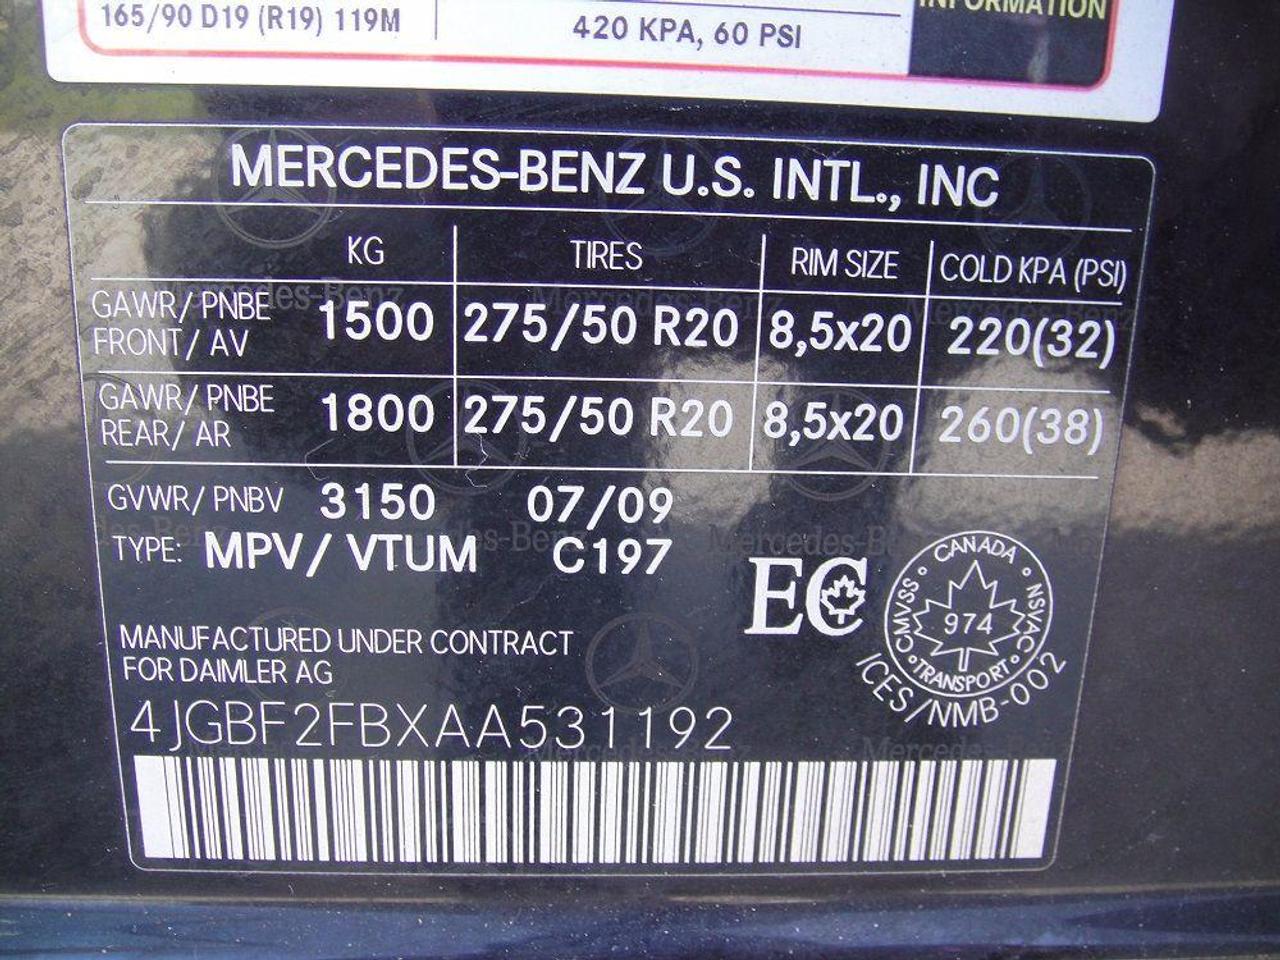 165/90 D19 (R19) 119M 420 KPA, 60 PSI INFORMATION
MERCEDES-BENZ U.S. INTL., INC
KG TIRES RIM SIZE COLD KPA (PSI)
GAWR/ PNBE
FRONT/ AV 1500 275/50 R20 8,5x20 220(32)
GAWR/ PNBE
REAR/ AR 1800 275/50 R20 8,5x20 260(38)
GVWR/ PNBV 3150 07/09
TYPE: MPV/ VTUM C197
EC
CANADA
CMVSS NSVAC
974
TRANSPORT
ICES/NMB-002
MANUFACTURED UNDER CONTRACT
FOR DAIMLER AG
4JGBF2FBXAA531192